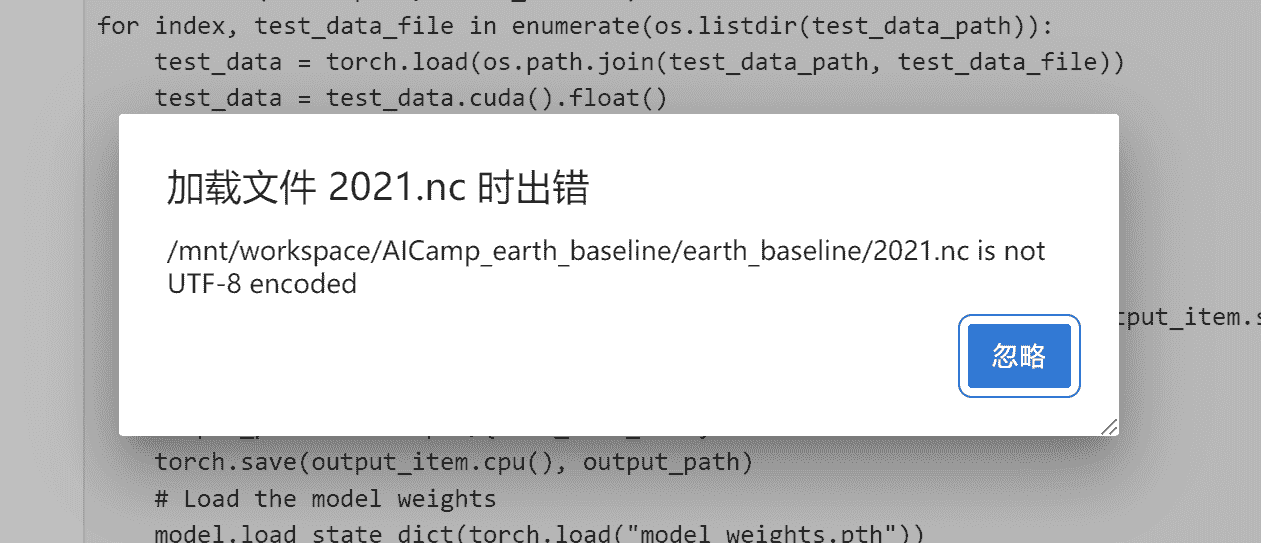 for index, test_data_file in enumerate(os.listdir(test_data_path)):
test_data = torch.load(os.path.join(test_data_path, test_data_file))
test_data = test_data.cuda().float()
加载文件 2021.nc 时出错
/mnt/workspace/AICamp_earth_baseline/earth_baseline/2021.nc is not
UTF-8 encoded
tput_item.s
忽略
torch.save(output_item.cpu(), output_path)
# Load the model weights
model.load_state_dict(torch.load("model_weights.pth"))